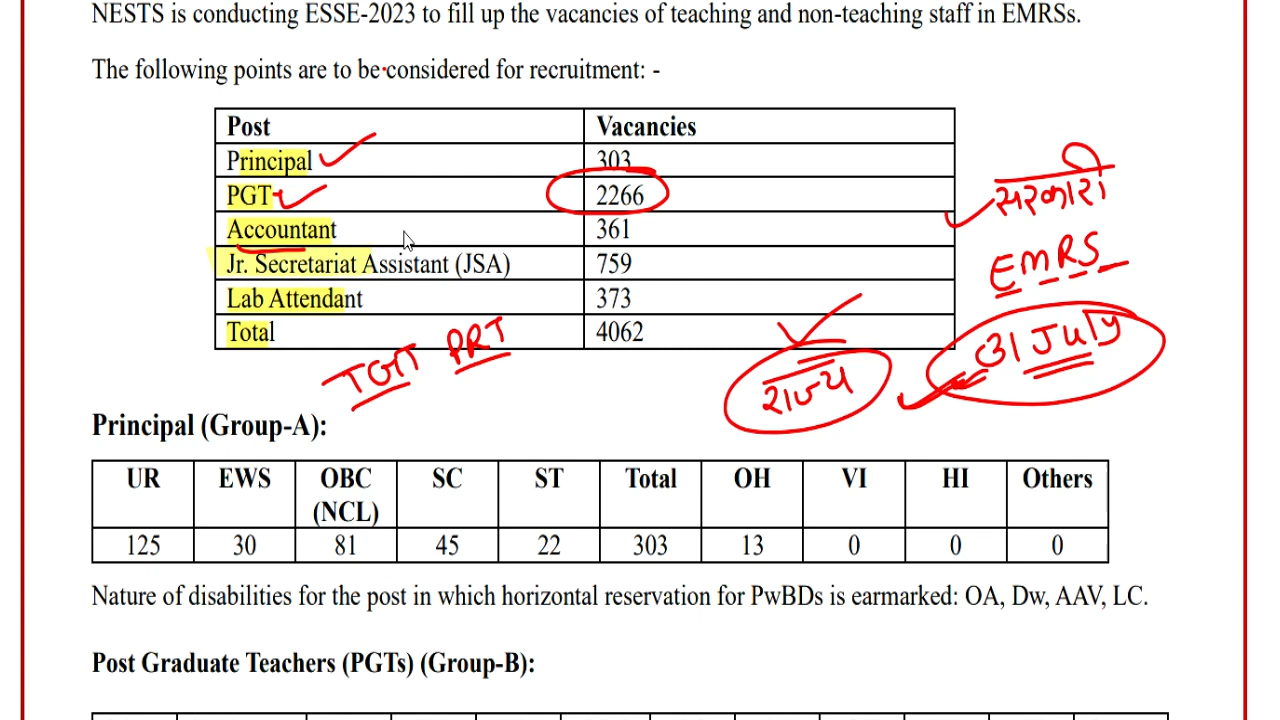 NESTS is conducting ESSE-2023 to fill up the vacancies of teaching and non-teaching staff in EMRSs.
The following points are to be considered for recruitment: -
Post Vacancies
Principal 303
PGT 2266
Accountant 361
Jr. Secretariat Assistant (JSA) 759
Lab Attendant 373
Total 4062
सरकारी
EMRS
31 July
राज्य
TGT PRT
Principal (Group-A):
UR EWS OBC (NCL) SC ST Total OH VI HI Others
125 30 81 45 22 303 13 0 0 0
Nature of disabilities for the post in which horizontal reservation for PwBDs is earmarked: OA, Dw, AAV, LC.
Post Graduate Teachers (PGTs) (Group-B):